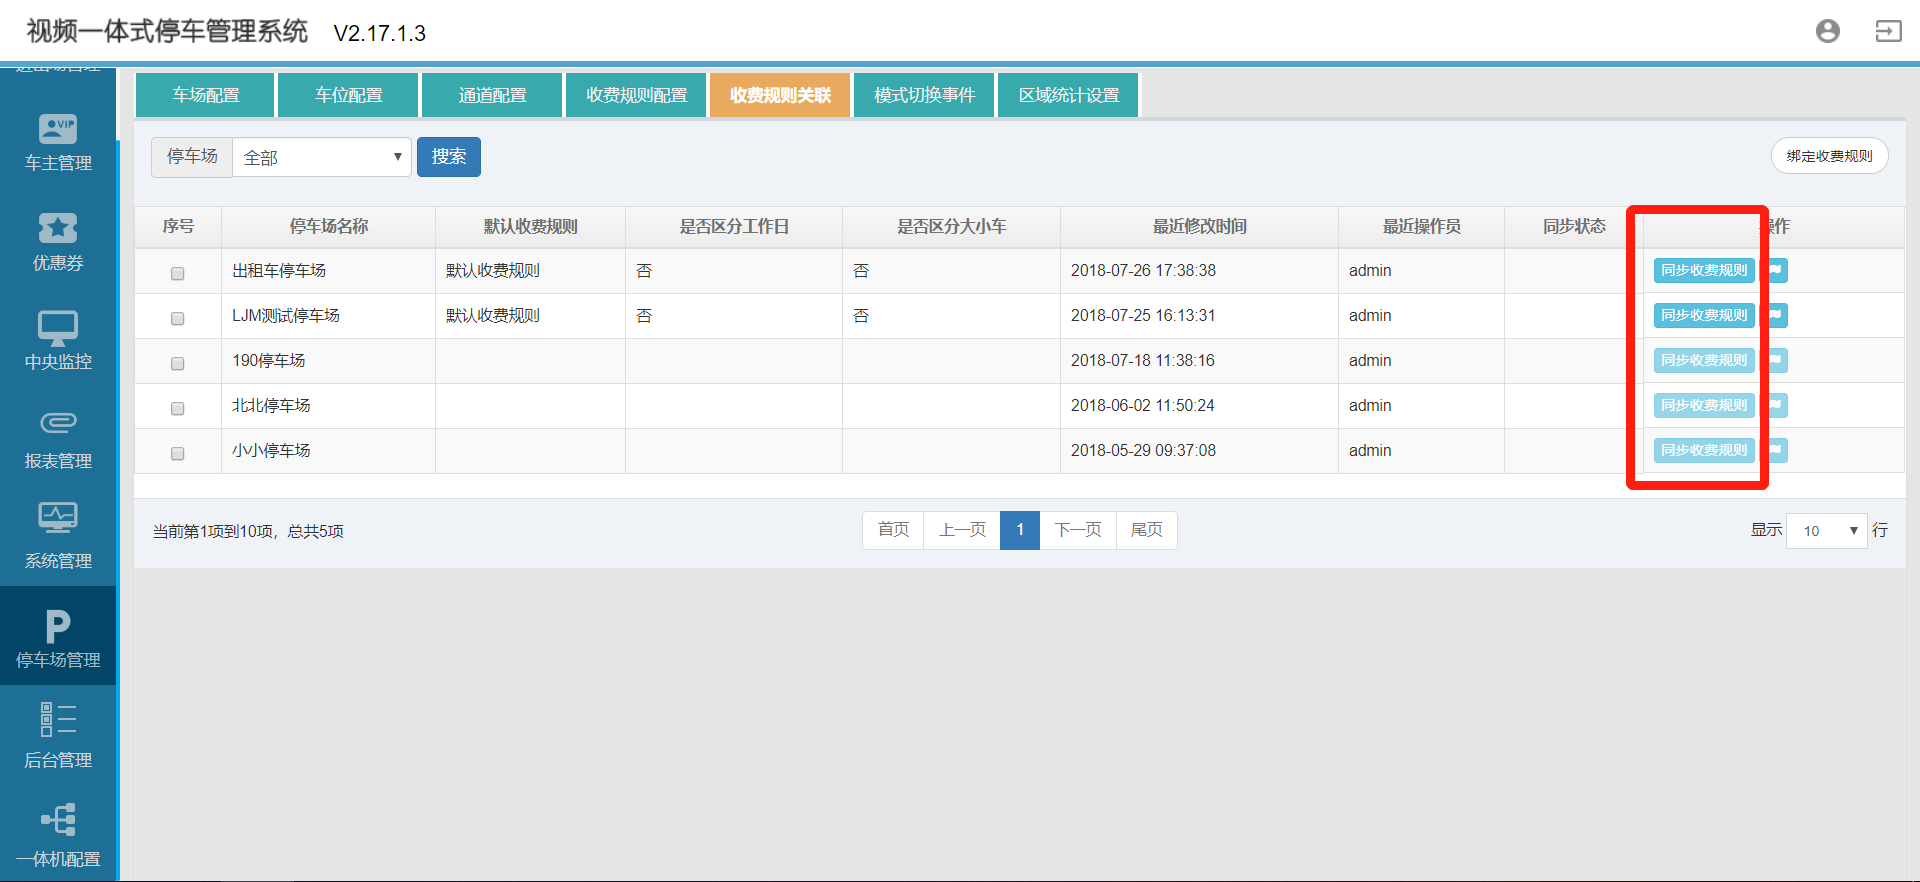 视频一体式停车管理系统 V2.17.1.3
车场配置 车位配置 通道配置 收费规则配置 收费规则关联 模式切换事件 区域统计设置
VIP
车主管理
优惠券
中央监控
报表管理
系统管理
P
停车场管理
后台管理
一体机配置
停车场 全部 搜索 绑定收费规则
序号 停车场名称 默认收费规则 是否区分工作日 是否区分大小车 最近修改时间 最近操作员 同步状态 操作
出租车停车场 默认收费规则 否 否 2018-07-26 17:38:38 admin 同步收费规则
LJM测试停车场 默认收费规则 否 否 2018-07-25 16:13:31 admin 同步收费规则
190停车场 2018-07-18 11:38:16 admin 同步收费规则
北北停车场 2018-06-02 11:50:24 admin 同步收费规则
小小停车场 2018-05-29 09:37:08 admin 同步收费规则
当前第1项到10项，总共5项 首页 上一页 1 下一页 尾页 显示 10 行